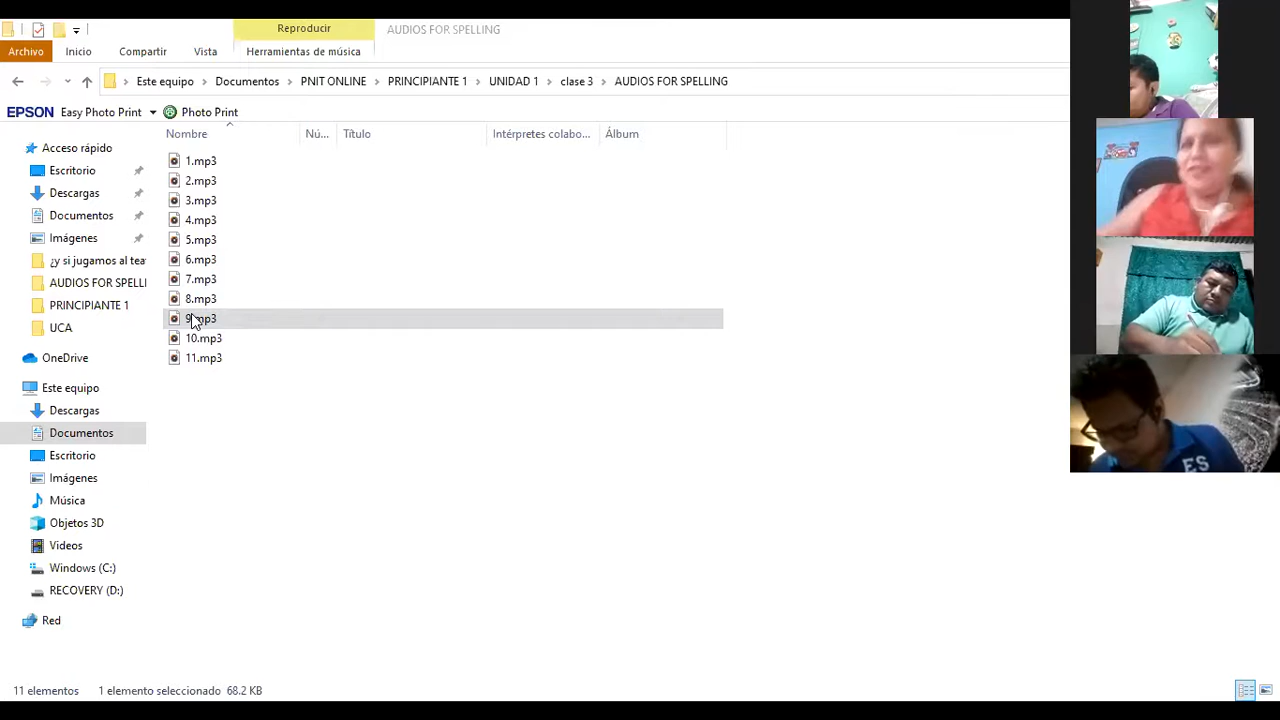 Reproducir
AUDIOS FOR SPELLING
Archivo
Inicio
Compartir
Vista
Herramientas de música
Este equipo
Documentos
PNIT ONLINE
PRINCIPIANTE 1
UNIDAD 1
clase 3
AUDIOS FOR SPELLING
EPSON
Easy Photo Print
Photo Print
Nombre
Nú...
Título
Intérpretes colabo...
Álbum
Acceso rápido
Escritorio
Descargas
Documentos
Imágenes
¿y si jugamos al tea
AUDIOS FOR SPELLI
PRINCIPIANTE 1
UCA
OneDrive
Este equipo
Descargas
Documentos
Escritorio
Imágenes
Música
Objetos 3D
Videos
Windows (C:)
RECOVERY (D:)
Red
1.mp3
2.mp3
3.mp3
4.mp3
5.mp3
6.mp3
7.mp3
8.mp3
9.mp3
10.mp3
11.mp3
11 elementos
1 elemento seleccionado 68.2 KB
ES